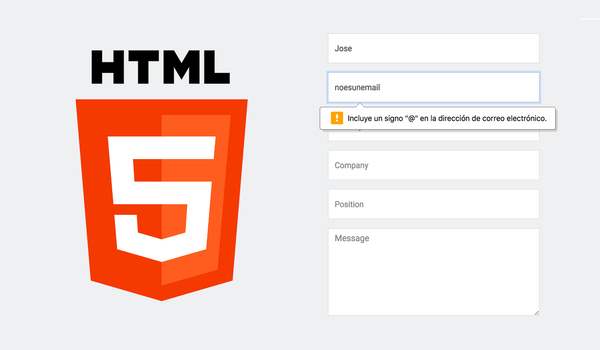 HTML
5
Jose
noesunemail
Incluye un signo "@" en la dirección de correo electrónico.
Company
Position
Message